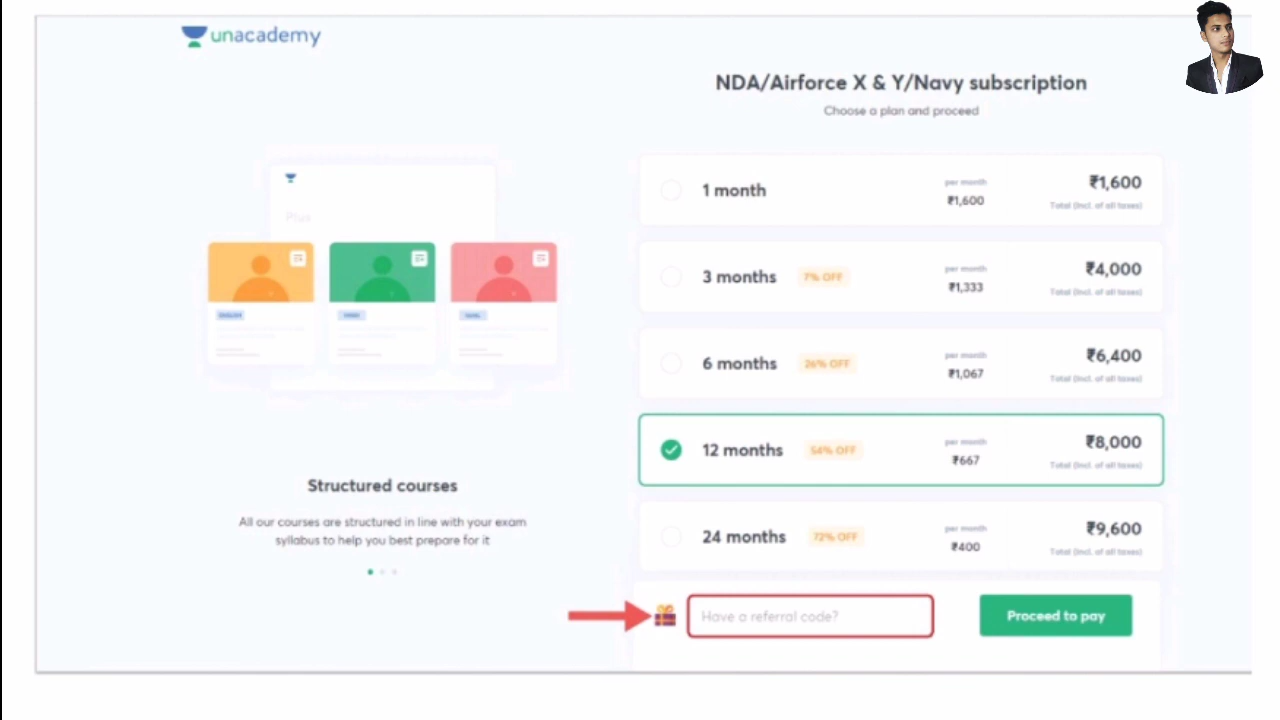 unacademy
NDA/Airforce X & Y/Navy subscription
Choose a plan and proceed
Plus
1 month
per month
₹1,600
₹1,600
Total (Incl. of all taxes)
3 months
7% OFF
per month
₹1,333
₹4,000
Total (Incl. of all taxes)
6 months
26% OFF
per month
₹1,067
₹6,400
Total (Incl. of all taxes)
12 months
54% OFF
per month
₹667
₹8,000
Total (Incl. of all taxes)
24 months
72% OFF
per month
₹400
₹9,600
Total (Incl. of all taxes)
ENGLISH
HINDI
Structured courses
All our courses are structured in line with your exam
syllabus to help you best prepare for it
Have a referral code?
Proceed to pay